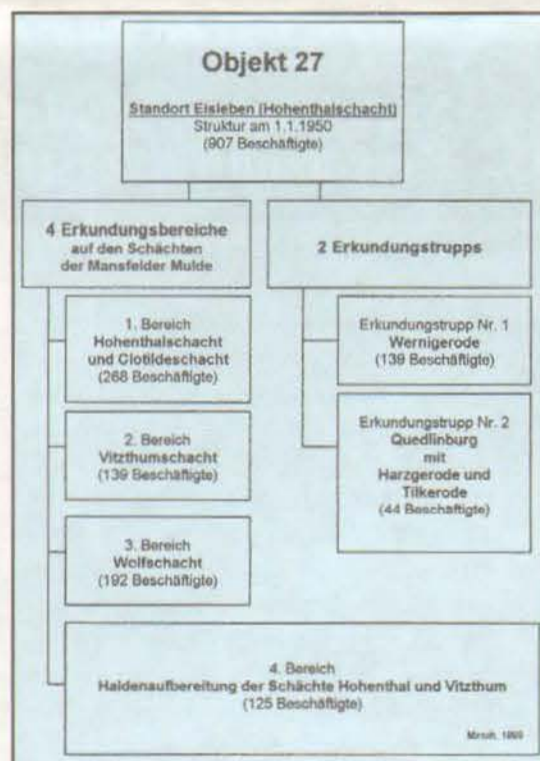 Objekt 27
Standort Eisleben (Hohenthalschacht)
Struktur am 1.1.1950
(907 Beschäftigte)
4 Erkundungsbereiche
auf den Schächten
der Mansfelder Mulde
2 Erkundungstrupps
1. Bereich
Hohenthalschacht
und Clotildeschacht
(268 Beschäftigte)
2. Bereich
Vitzthumschacht
(139 Beschäftigte)
3. Bereich
Wolfschacht
(192 Beschäftigte)
4. Bereich
Haldenaufbereitung der Schächte Hohenthal und Vitzthum
(125 Beschäftigte)
Erkundungstrupp Nr. 1
Wernigerode
(139 Beschäftigte)
Erkundungstrupp Nr. 2
Quedlinburg
mit
Harzgerode und
Tilkerode
(44 Beschäftigte)